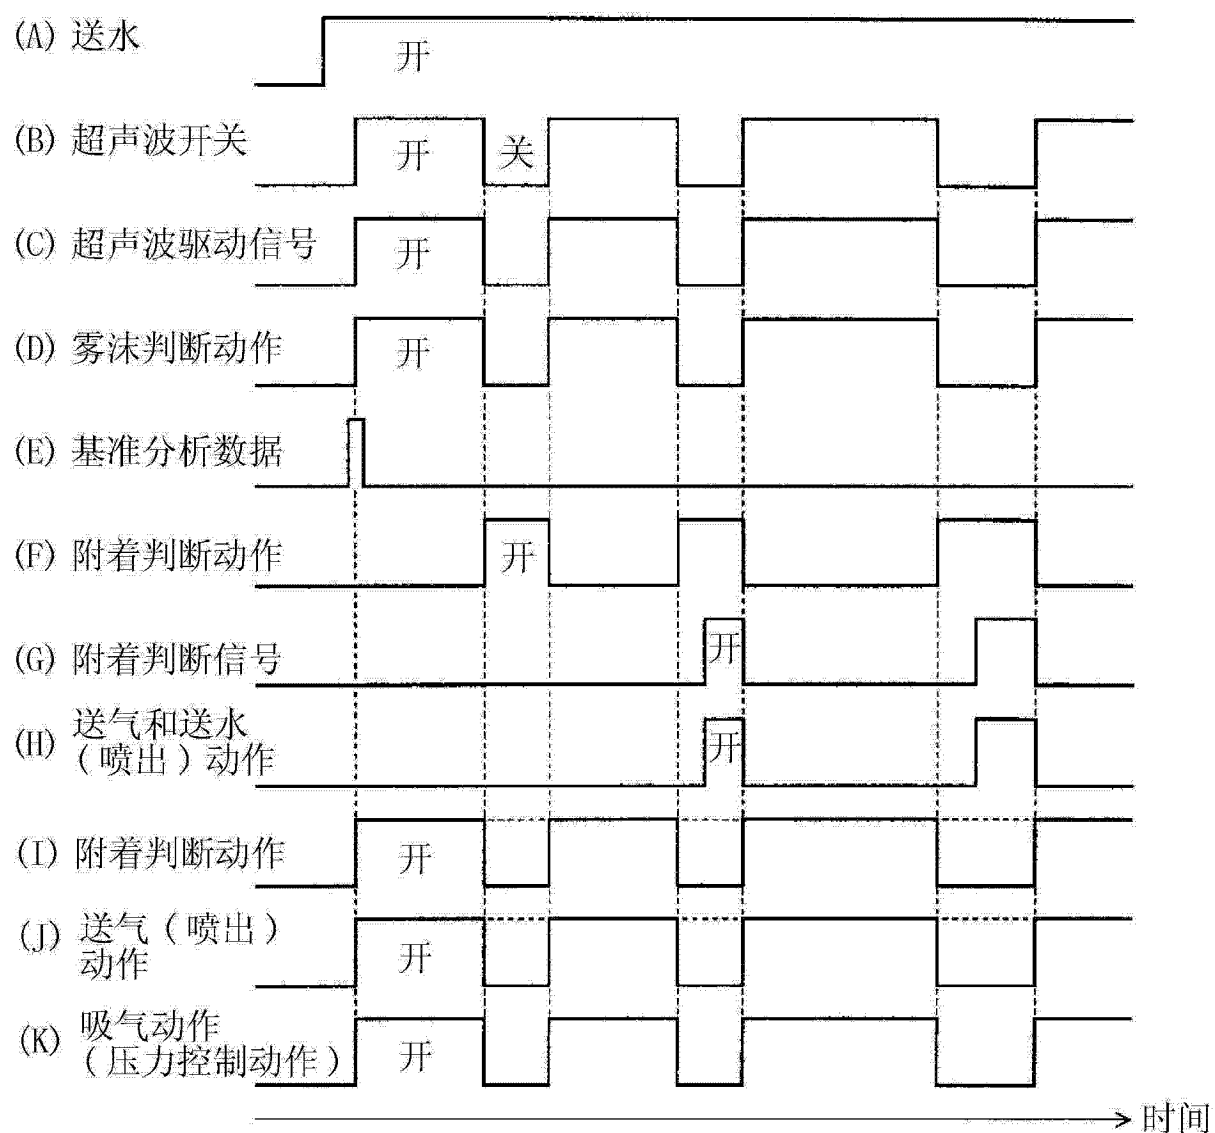 (A) 送水
开
(B) 超声波开关
开 关
(C) 超声波驱动信号
开
(D) 雾沫判断动作
开
(E) 基准分析数据
(F) 附着判断动作
开
(G) 附着判断信号
开
(H) 送气和送水
(喷出)动作
开
(I) 附着判断动作
开
(J) 送气(喷出)
动作
开
(K) 吸气动作
(压力控制动作)
开
时间